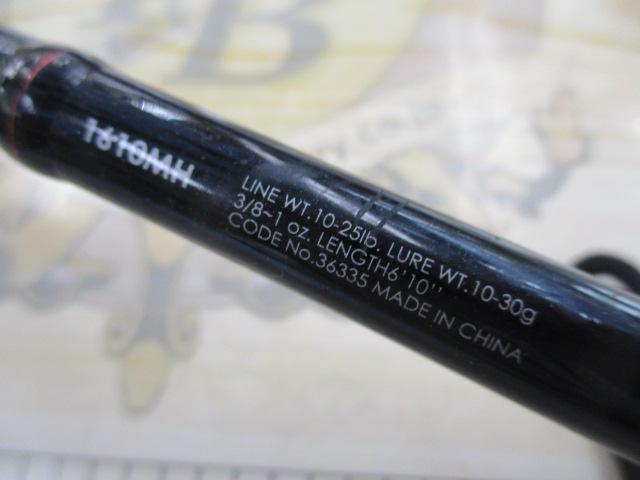 1610MH
LINE WT.10-25lb. LURE WT.10-30g
3/8~1 oz. LENGTH6'10"
CODE No.36335 MADE IN CHINA